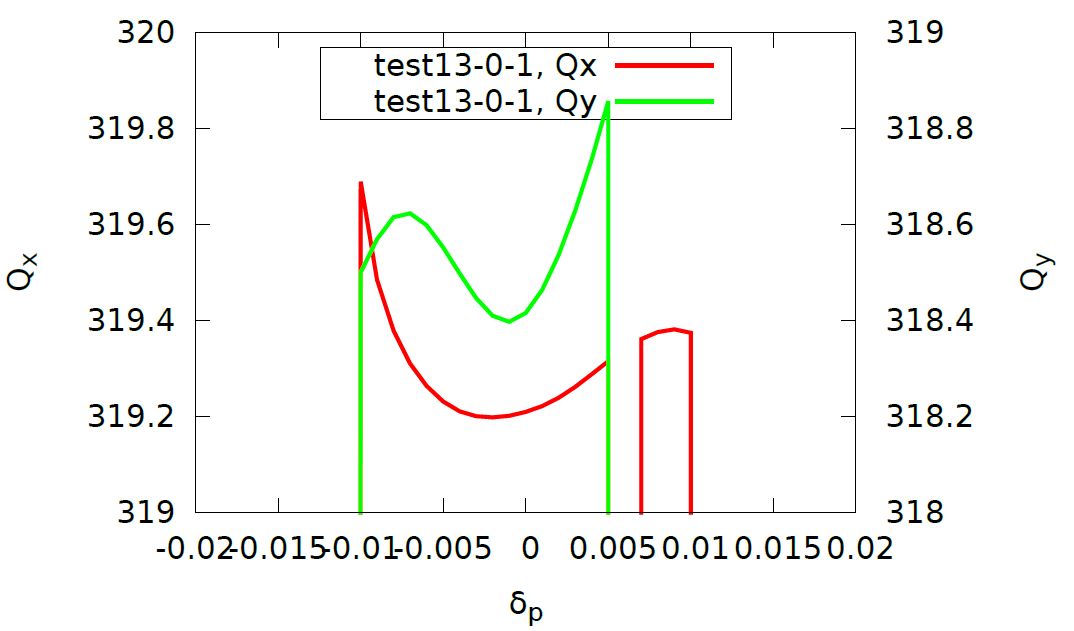 320 319
test13-0-1, Qx
test13-0-1, Qy
319.8 318.8
319.6 318.6
Qx Qy
319.4 318.4
319.2 318.2
319 318
-0.02 -0.015 -0.01 -0.005 0 0.005 0.01 0.015 0.02
δp